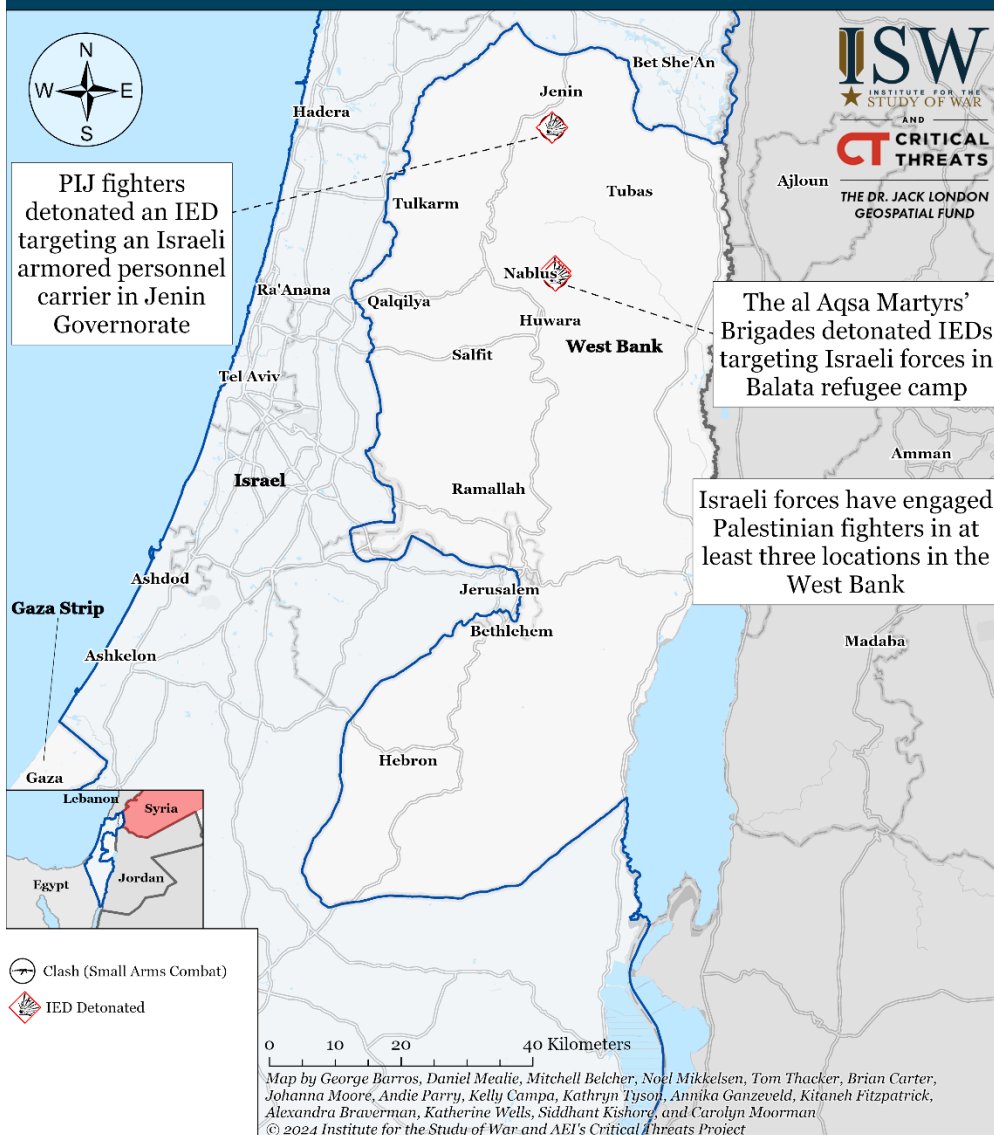 N
W
E
S
ISW
INSTITUTE FOR THE
STUDY OF WAR
AND
CT CRITICAL
THREATS
THE DR. JACK LONDON
GEOSPATIAL FUND
Bet She'An
Jenin
Hadera
PIJ fighters
detonated an IED
targeting an Israeli
armored personnel
carrier in Jenin
Governorate
Tulkarm
Tubas
Ajloun
Ra'Anana
Qalqilya
Nablus
Huwara
Salfit
West Bank
The al Aqsa Martyrs'
Brigades detonated IEDs
targeting Israeli forces in
Balata refugee camp
Tel Aviv
Israel
Amman
Ramallah
Israeli forces have engaged
Palestinian fighters in at
least three locations in the
West Bank
Ashdod
Jerusalem
Gaza Strip
Bethlehem
Ashkelon
Madaba
Hebron
Gaza
Lebanon
Syria
Egypt
Jordan
Clash (Small Arms Combat)
IED Detonated
0 10 20 40 Kilometers
Map by George Barros, Daniel Mealie, Mitchell Belcher, Noel Mikkelsen, Tom Thacker, Brian Carter,
Johanna Moore, Andie Parry, Kelly Campa, Kathryn Tyson, Annika Ganzeveld, Kitaneh Fitzpatrick,
Alexandra Braverman, Katherine Wells, Siddhant Kishore, and Carolyn Moorman
© 2024 Institute for the Study of War and AEI's Critical Threats Project